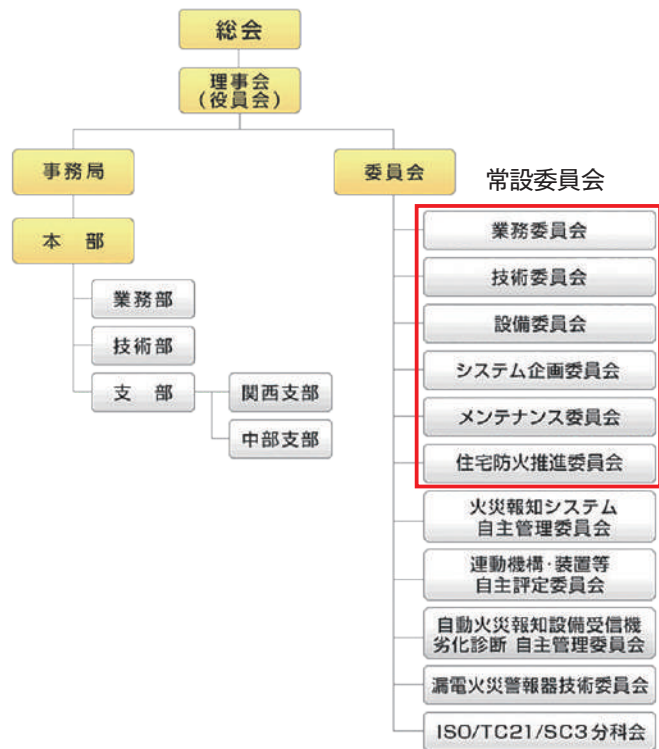 総会
理事会
(役員会)
事務局
委員会
常設委員会
本 部
業務部
技術部
支 部
関西支部
中部支部
業務委員会
技術委員会
設備委員会
システム企画委員会
メンテナンス委員会
住宅防火推進委員会
火災報知システム
自主管理委員会
連動機構・装置等
自主評定委員会
自動火災報知設備受信機
劣化診断 自主管理委員会
漏電火災警報器技術委員会
ISO/TC21/SC3分科会